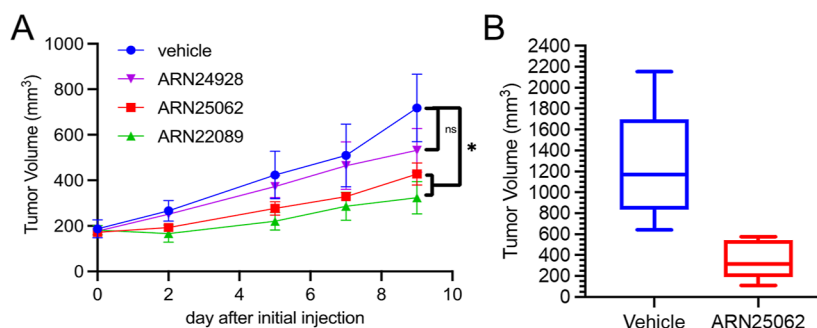 A
Tumor Volume (mm³)
1000
800
600
400
200
0
0 2 4 6 8 10
day after initial injection
vehicle
ARN24928
ARN25062
ARN22089
ns
*
B
Tumor Volume (mm³)
2400
2200
2000
1800
1600
1400
1200
1000
800
600
400
200
0
Vehicle ARN25062